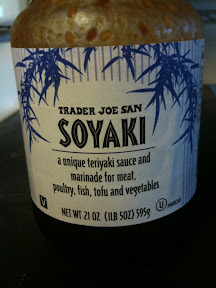 TRADER JOE SAN
SOYAKI
a unique teriyaki sauce and
marinade for meat,
poultry, fish, tofu and vegetables
V
U PAREVE
NET WT 21 OZ. (1LB 5OZ) 595g